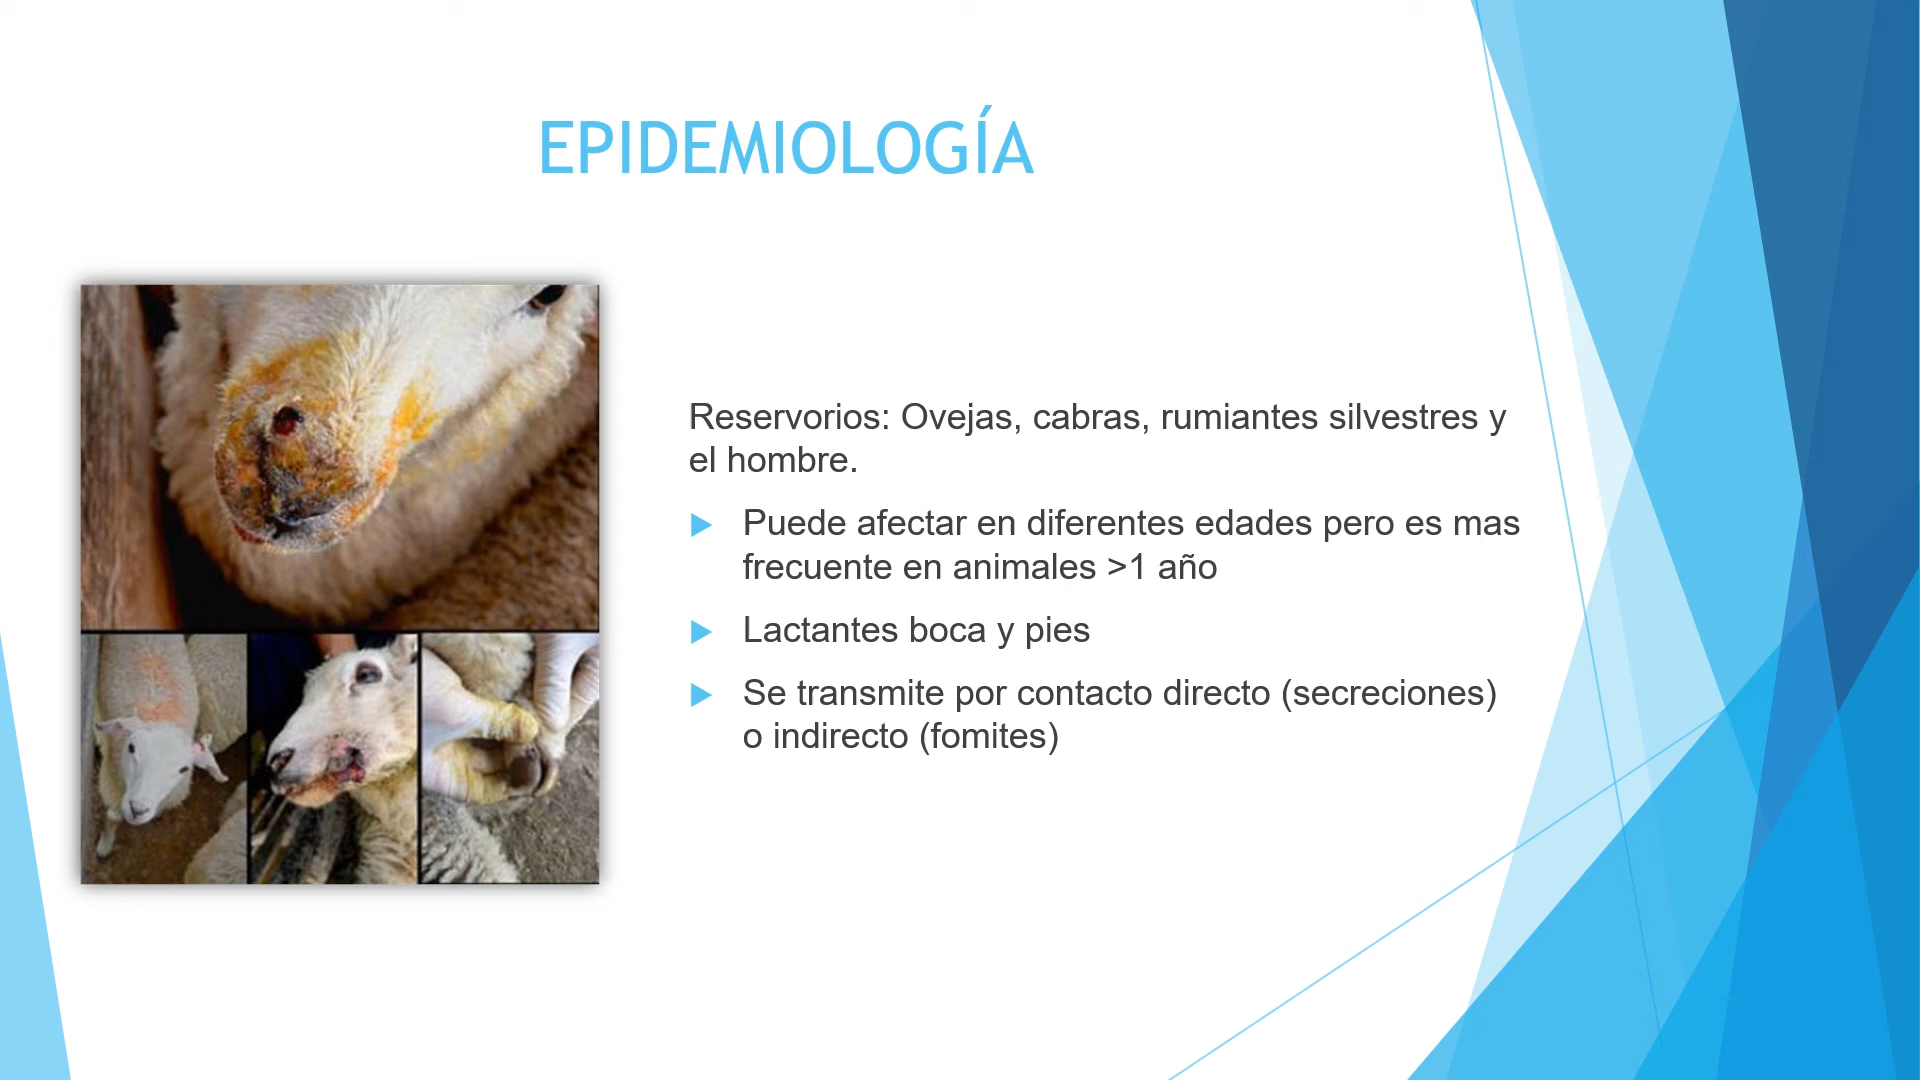 EPIDEMIOLOGÍA
Reservorios: Ovejas, cabras, rumiantes silvestres y
el hombre.
Puede afectar en diferentes edades pero es mas
frecuente en animales >1 año
Lactantes boca y pies
Se transmite por contacto directo (secreciones)
o indirecto (fomites)